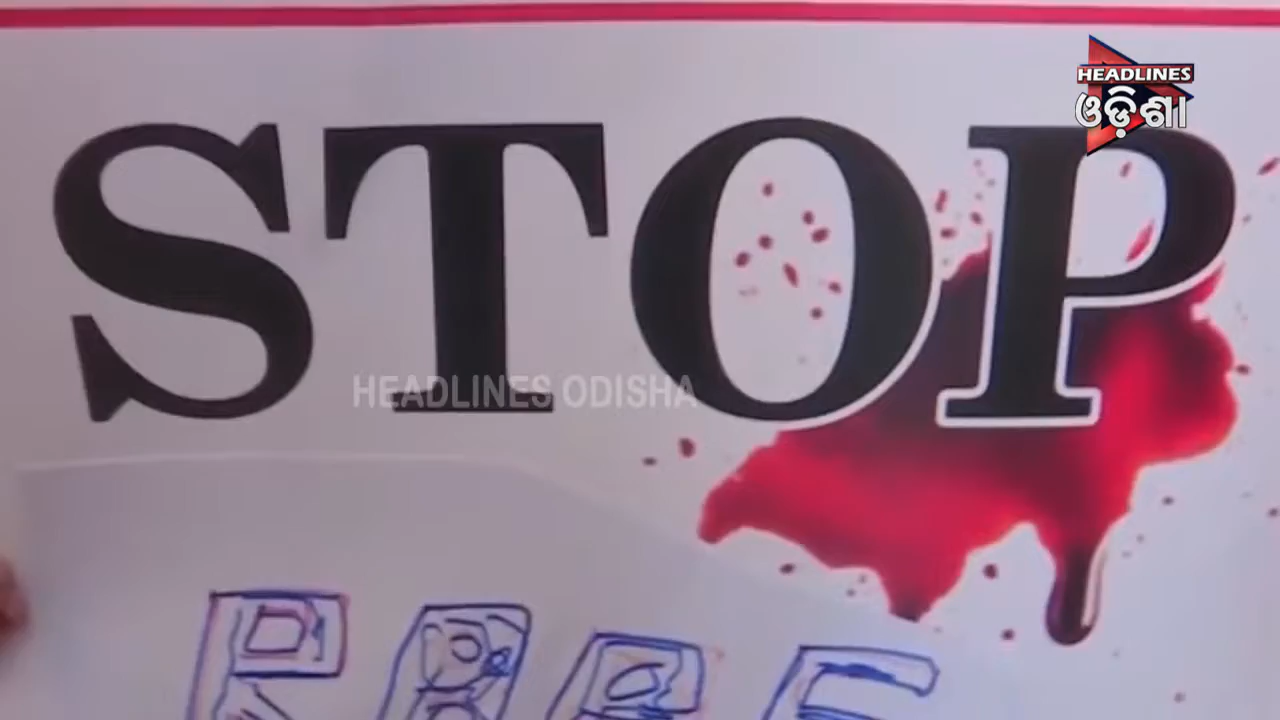 HEADLINES
ଓଡ଼ିଶା
STOP
HEADLINES ODISHA